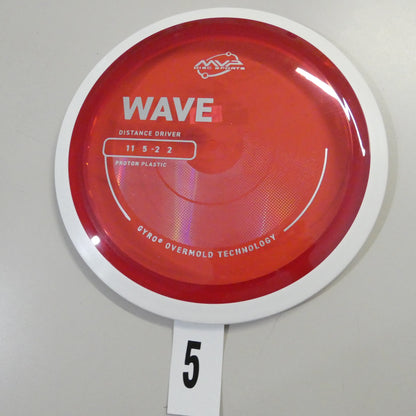 MVP
DISC SPORTS
WAVE
DISTANCE DRIVER
11 5 -2 2
PROTON PLASTIC
GYRO® OVERMOLD TECHNOLOGY
5